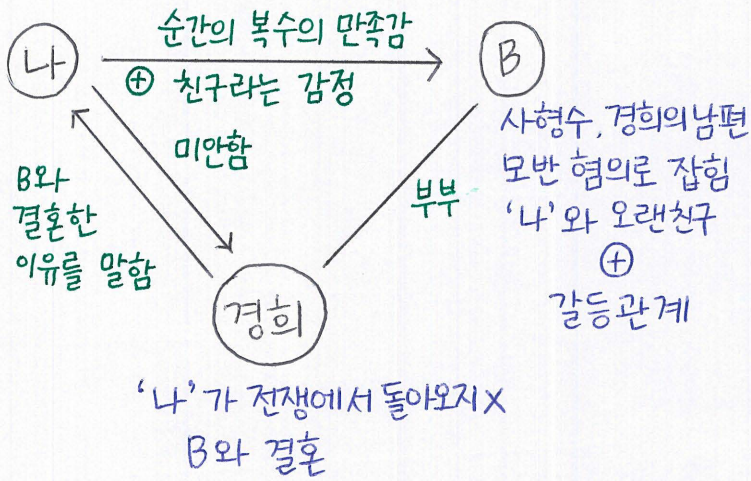 순간의 복수의 만족감
나
B
⊕ 친구라는 감정
미안함
B와
결혼한
이유를 말함
부부
사형수, 경희의 남편
모반 혐의로 잡힘
'나'와 오랜친구
⊕
갈등관계
경희
'나'가 전쟁에서 돌아오지X
B와 결혼